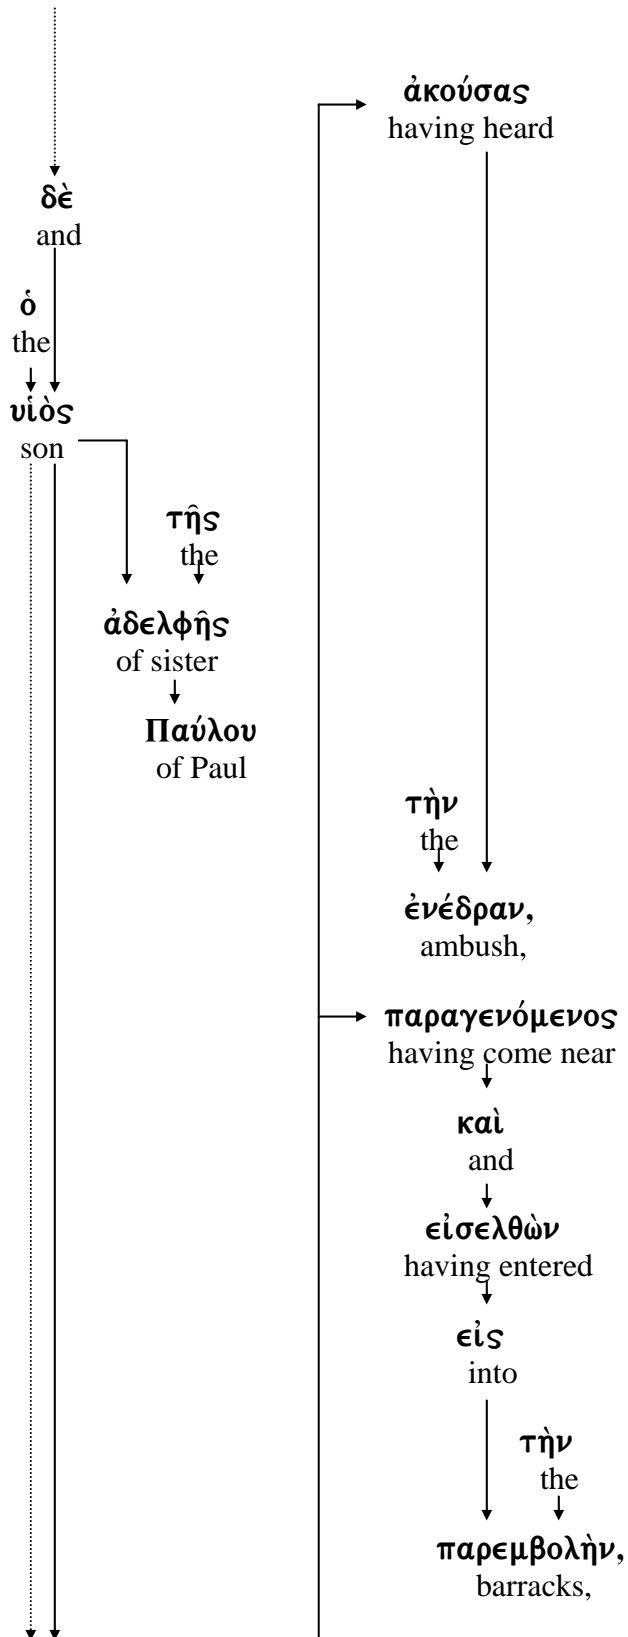 δὲ
and
ὁ
the
υἱὸς
son
τῆς
the
ἀδελφῆς
of sister
Παύλου
of Paul
ἀκούσας
having heard
τὴν
the
ἐνέδραν,
ambush,
παραγενόμενος
having come near
καὶ
and
εἰσελθὼν
having entered
εἰς
into
τὴν
the
παρεμβολὴν,
barracks,